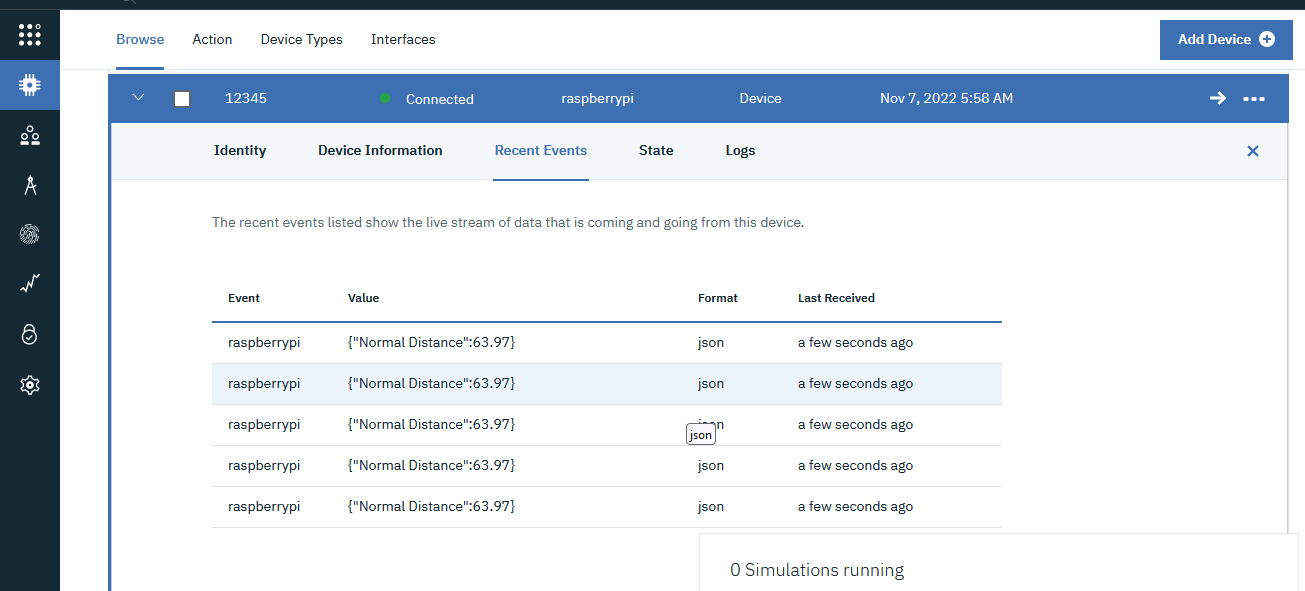 Browse Action Device Types Interfaces Add Device
12345 Connected raspberrypi Device Nov 7, 2022 5:58 AM
Identity Device Information Recent Events State Logs
The recent events listed show the live stream of data that is coming and going from this device.
Event Value Format Last Received
raspberrypi {"Normal Distance":63.97} json a few seconds ago
raspberrypi {"Normal Distance":63.97} json a few seconds ago
raspberrypi {"Normal Distance":63.97} json a few seconds ago
json
raspberrypi {"Normal Distance":63.97} json a few seconds ago
raspberrypi {"Normal Distance":63.97} json a few seconds ago
0 Simulations running